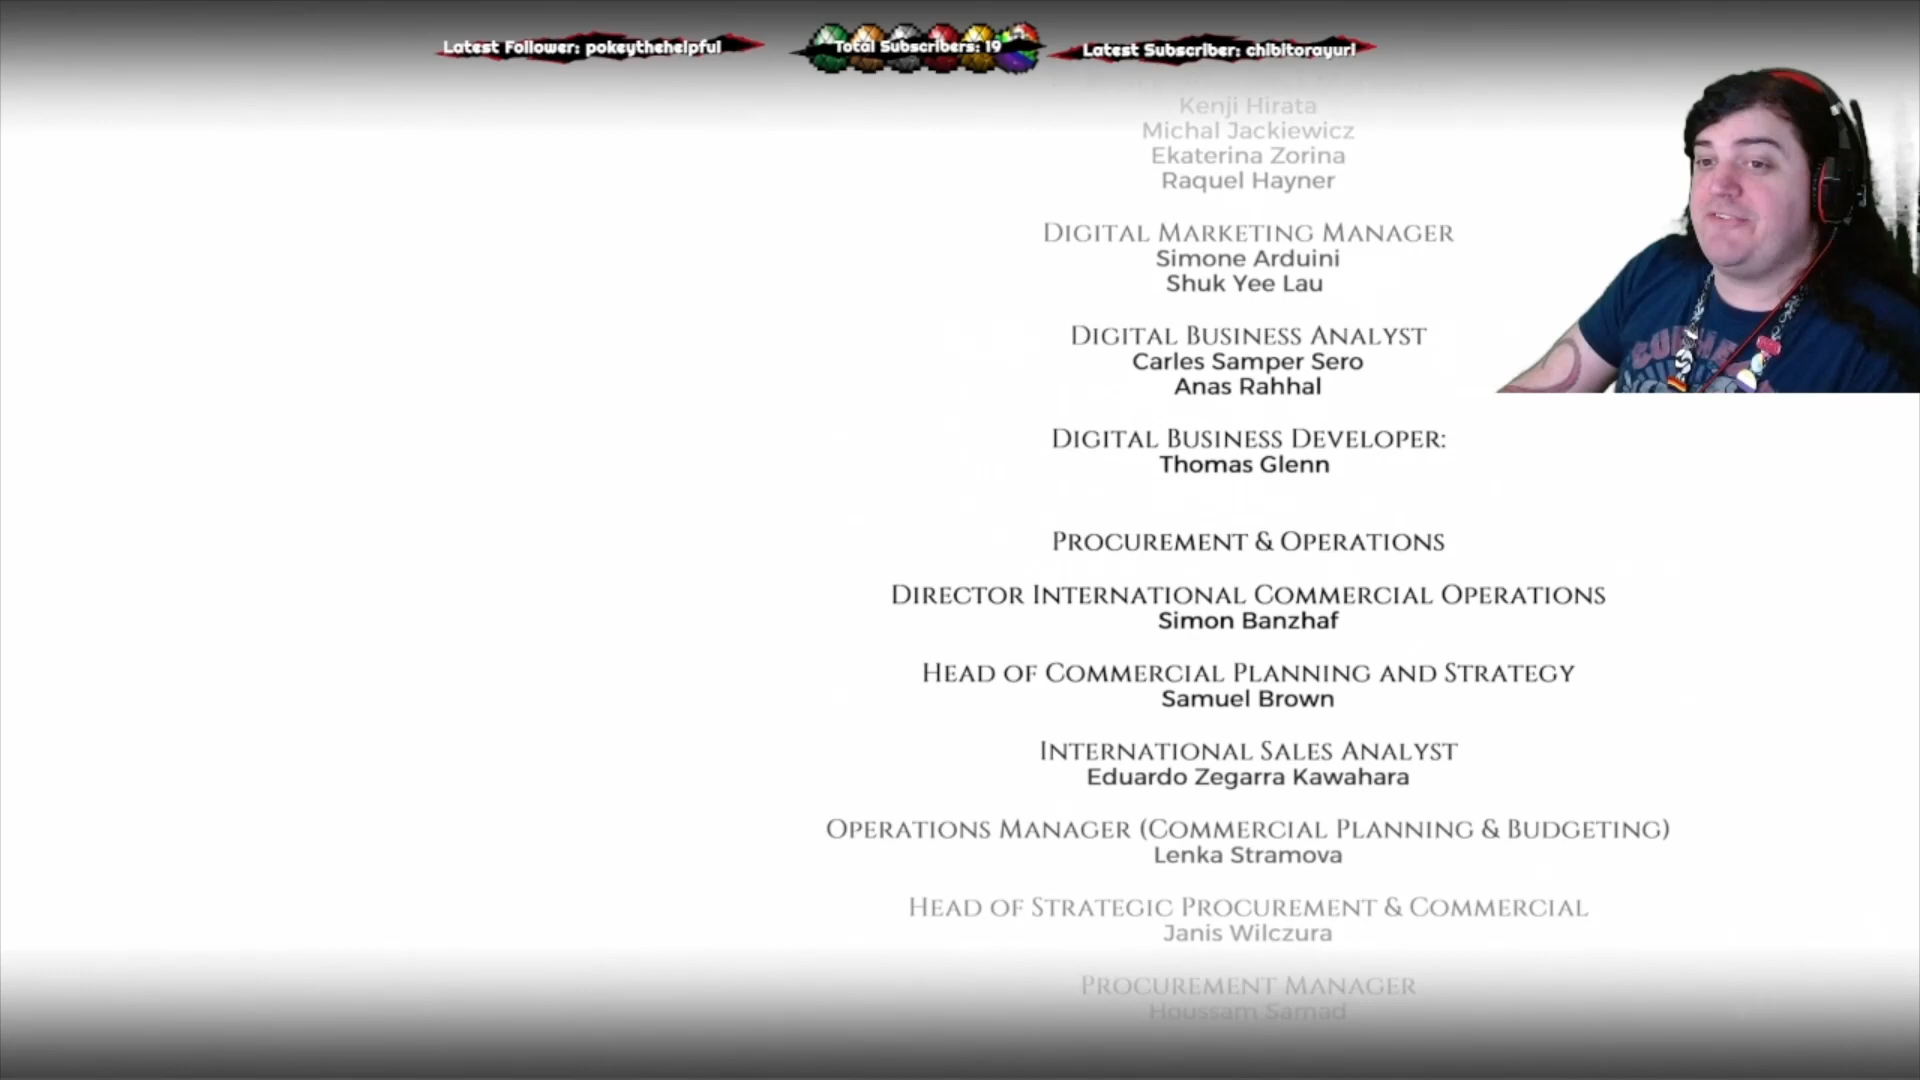 Latest Follower: pokeythehelpful
Total Subscribers: 19
Latest Subscriber: chibitorayuri
Kenji Hirata
Michal Jackiewicz
Ekaterina Zorina
Raquel Hayner
DIGITAL MARKETING MANAGER
Simone Arduini
Shuk Yee Lau
DIGITAL BUSINESS ANALYST
Carles Samper Sero
Anas Rahhal
DIGITAL BUSINESS DEVELOPER:
Thomas Glenn
PROCUREMENT & OPERATIONS
DIRECTOR INTERNATIONAL COMMERCIAL OPERATIONS
Simon Banzhaf
HEAD OF COMMERCIAL PLANNING AND STRATEGY
Samuel Brown
INTERNATIONAL SALES ANALYST
Eduardo Zegarra Kawahara
OPERATIONS MANAGER (COMMERCIAL PLANNING & BUDGETING)
Lenka Stramova
HEAD OF STRATEGIC PROCUREMENT & COMMERCIAL
Janis Wilczura
PROCUREMENT MANAGER
Houssam Samad